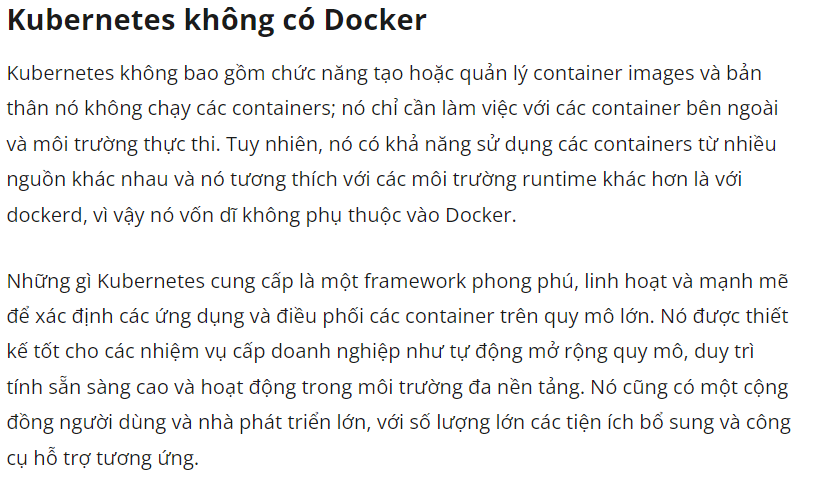 Kubernetes không có Docker
Kubernetes không bao gồm chức năng tạo hoặc quản lý container images và bản
thân nó không chạy các containers; nó chỉ cần làm việc với các container bên ngoài
và môi trường thực thi. Tuy nhiên, nó có khả năng sử dụng các containers từ nhiều
nguồn khác nhau và nó tương thích với các môi trường runtime khác hơn là với
dockerd, vì vậy nó vốn dĩ không phụ thuộc vào Docker.
Những gì Kubernetes cung cấp là một framework phong phú, linh hoạt và mạnh mẽ
để xác định các ứng dụng và điều phối các container trên quy mô lớn. Nó được thiết
kế tốt cho các nhiệm vụ cấp doanh nghiệp như tự động mở rộng quy mô, duy trì
tính sẵn sàng cao và hoạt động trong môi trường đa nền tảng. Nó cũng có một cộng
đồng người dùng và nhà phát triển lớn, với số lượng lớn các tiện ích bổ sung và công
cụ hỗ trợ tương ứng.